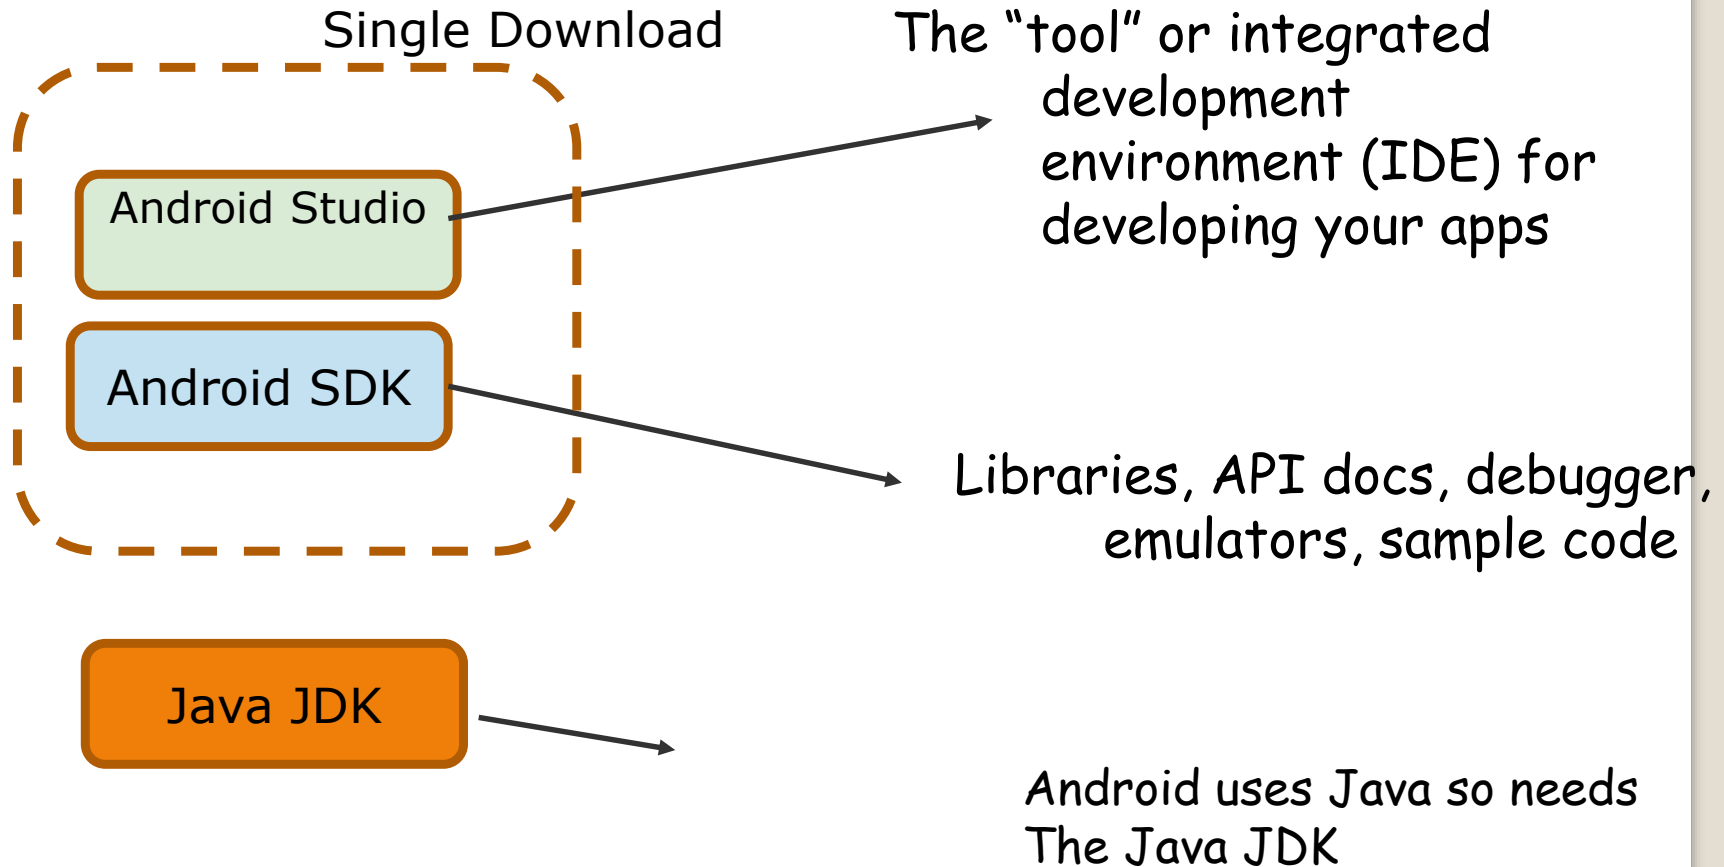 Single Download
The “tool” or integrated
development
environment (IDE) for
developing your apps
Android Studio
Android SDK
Libraries, API docs, debugger,
emulators, sample code
Java JDK
Android uses Java so needs
The Java JDK